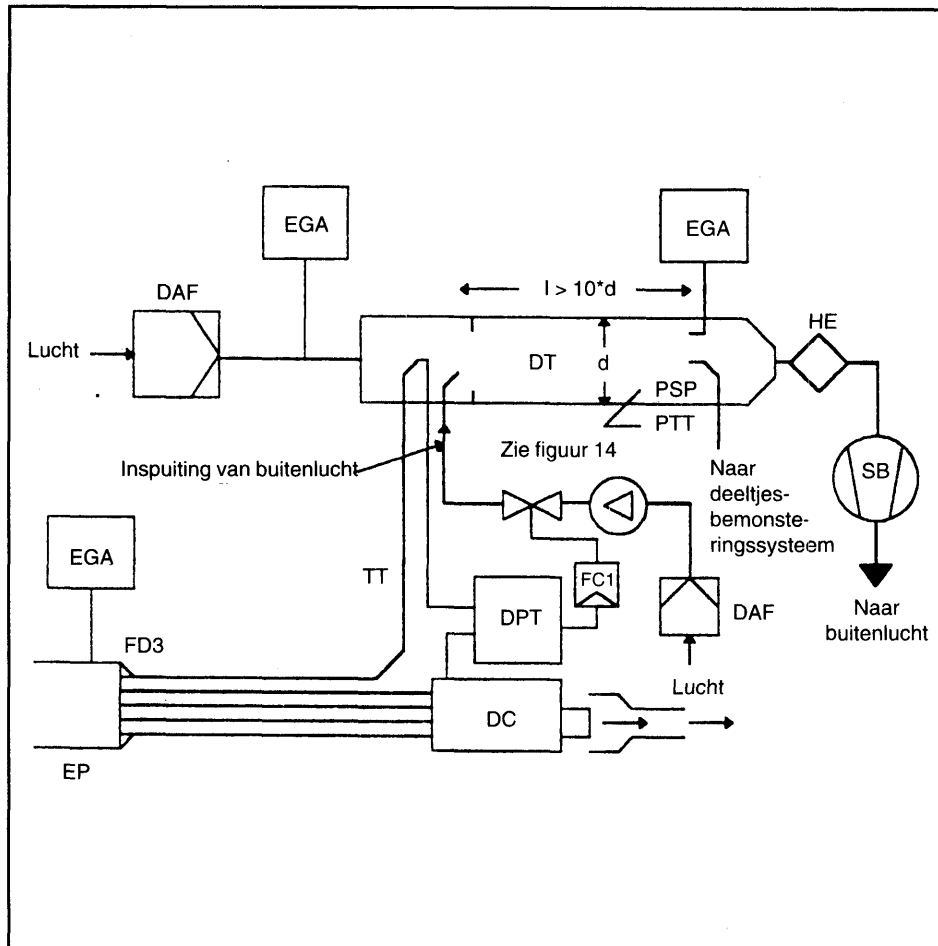 EGA
EGA
DAF
l > 10*d
HE
Lucht
DT
d
PSP
PTT
Inspuiting van buitenlucht
Zie figuur 14
Naar
deeltjes-
bemonste-
ringssysteem
SB
EGA
TT
FC1
DPT
DAF
Naar
buitenlucht
FD3
Lucht
DC
EP